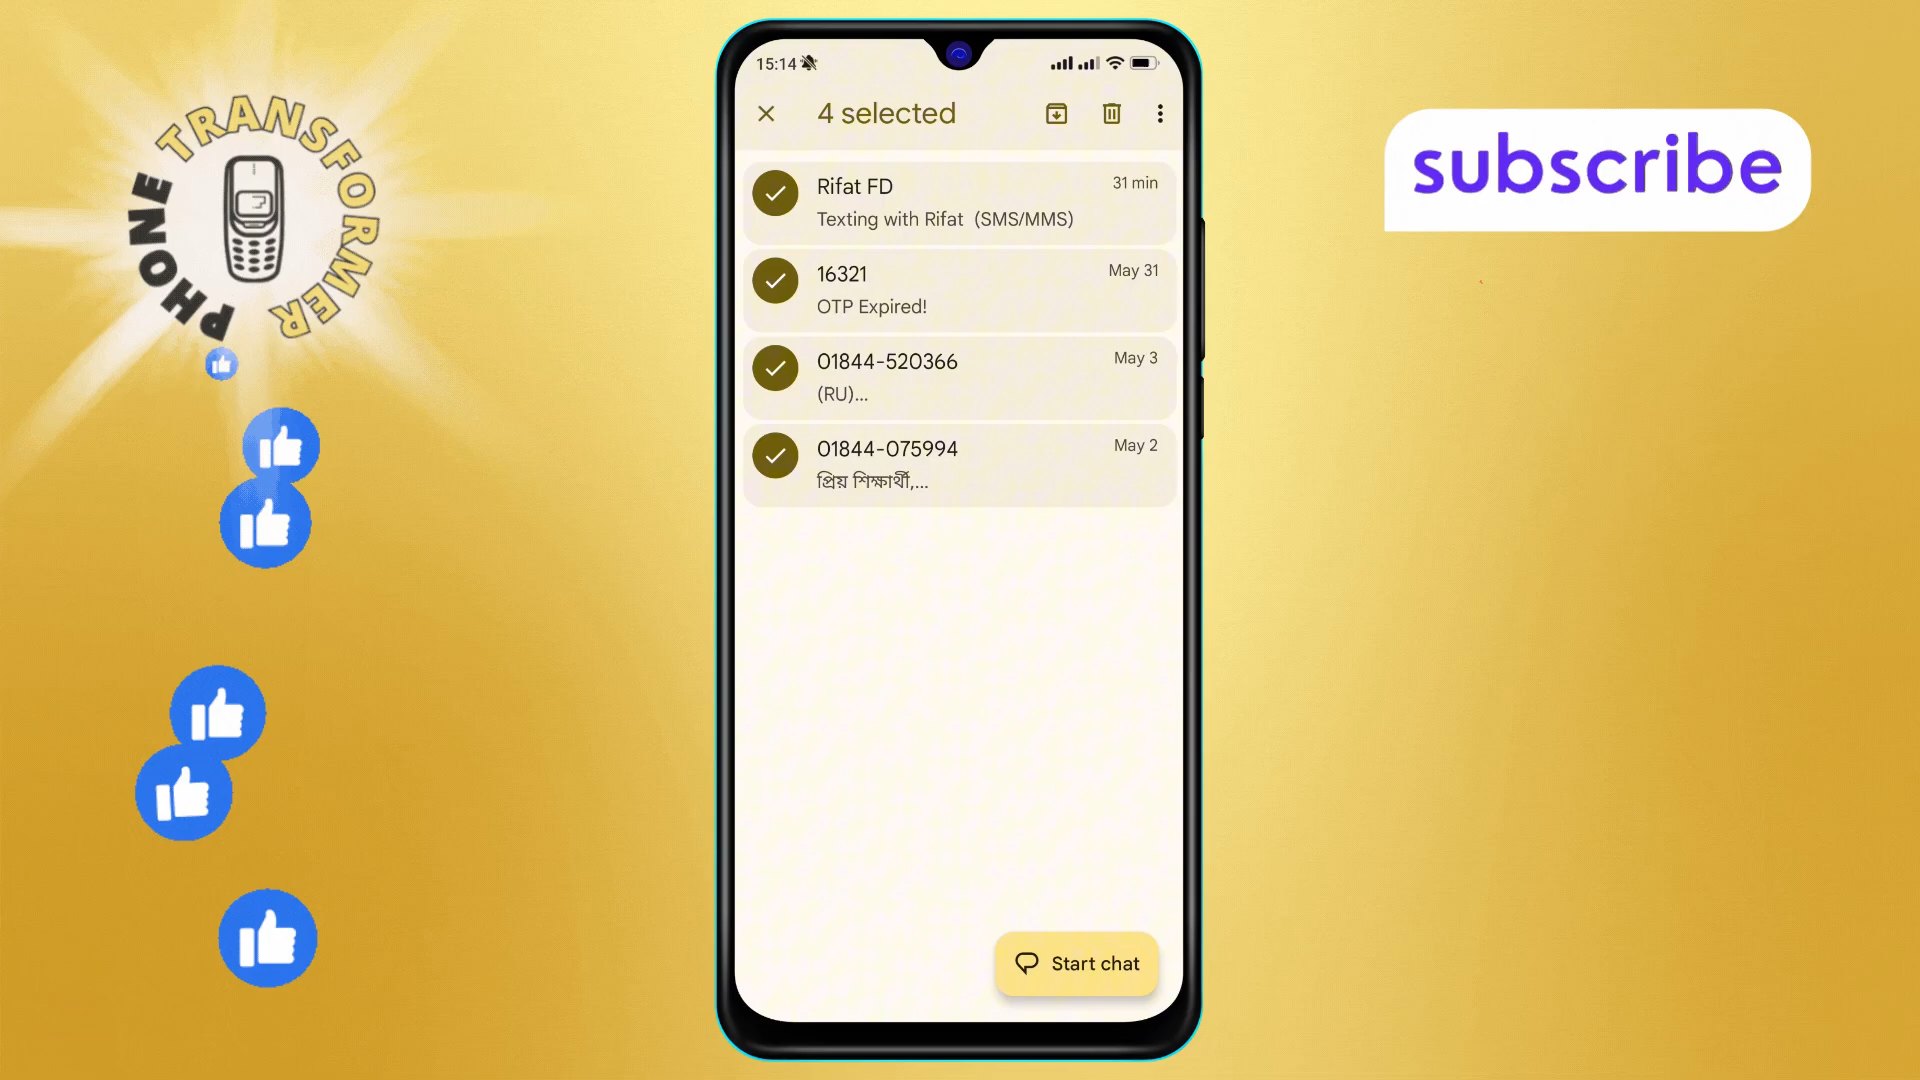 PHONE TRANSFORMER
15:14
4 selected
Rifat FD
31 min
Texting with Rifat (SMS/MMS)
16321
May 31
OTP Expired!
01844-520366
May 3
(RU)...
01844-075994
May 2
প্রিয় শিক্ষার্থী,...
Start chat
subscribe